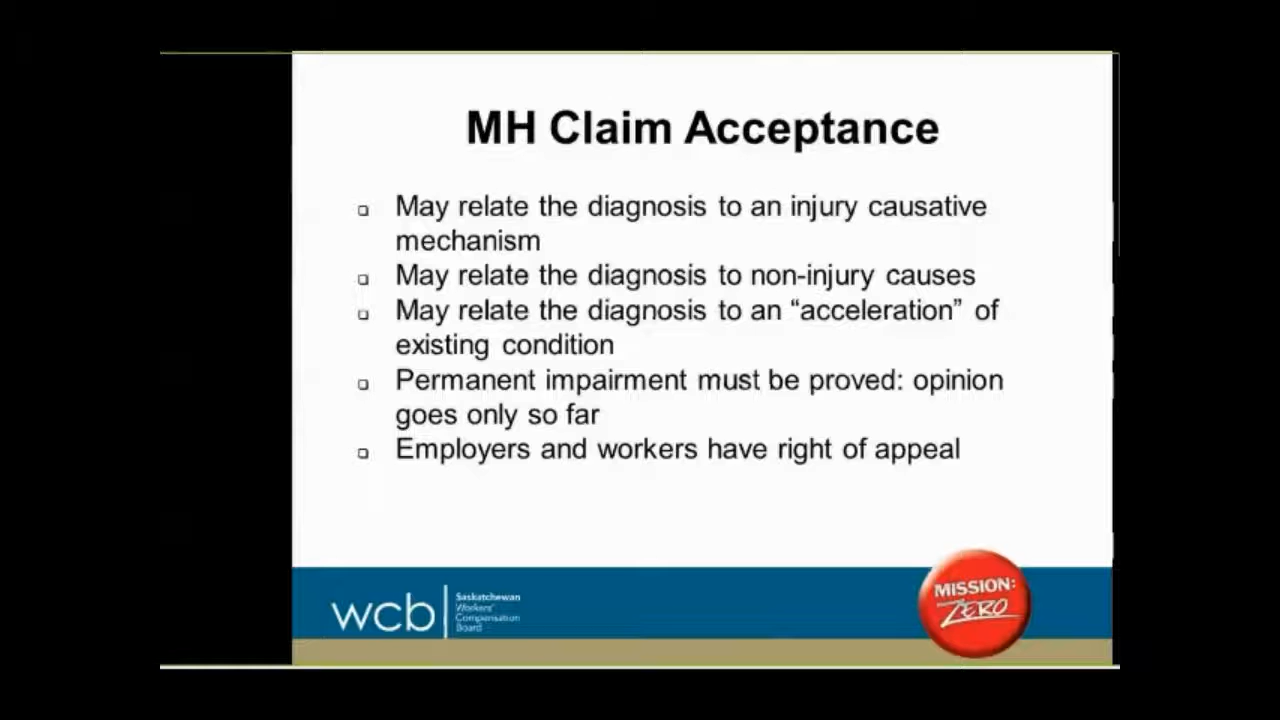 MH Claim Acceptance
May relate the diagnosis to an injury causative
mechanism
May relate the diagnosis to non-injury causes
May relate the diagnosis to an “acceleration” of
existing condition
Permanent impairment must be proved: opinion
goes only so far
Employers and workers have right of appeal
wcb
Saskatchewan
Workers'
Compensation
Board
MISSION:
ZERO